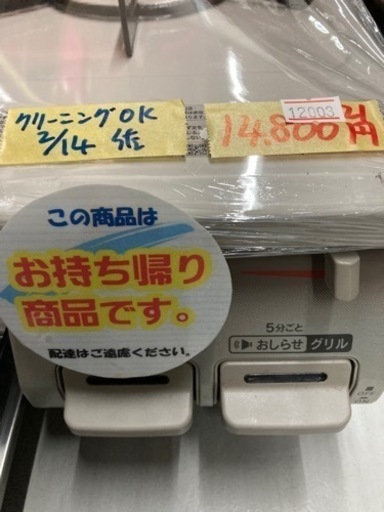 クリーニングOK
2/14 佐
12003
14.800円
この商品は
お持ち帰り
商品です。
配達はご遠慮ください。
5分ごと
おしらせ グリル
OFF